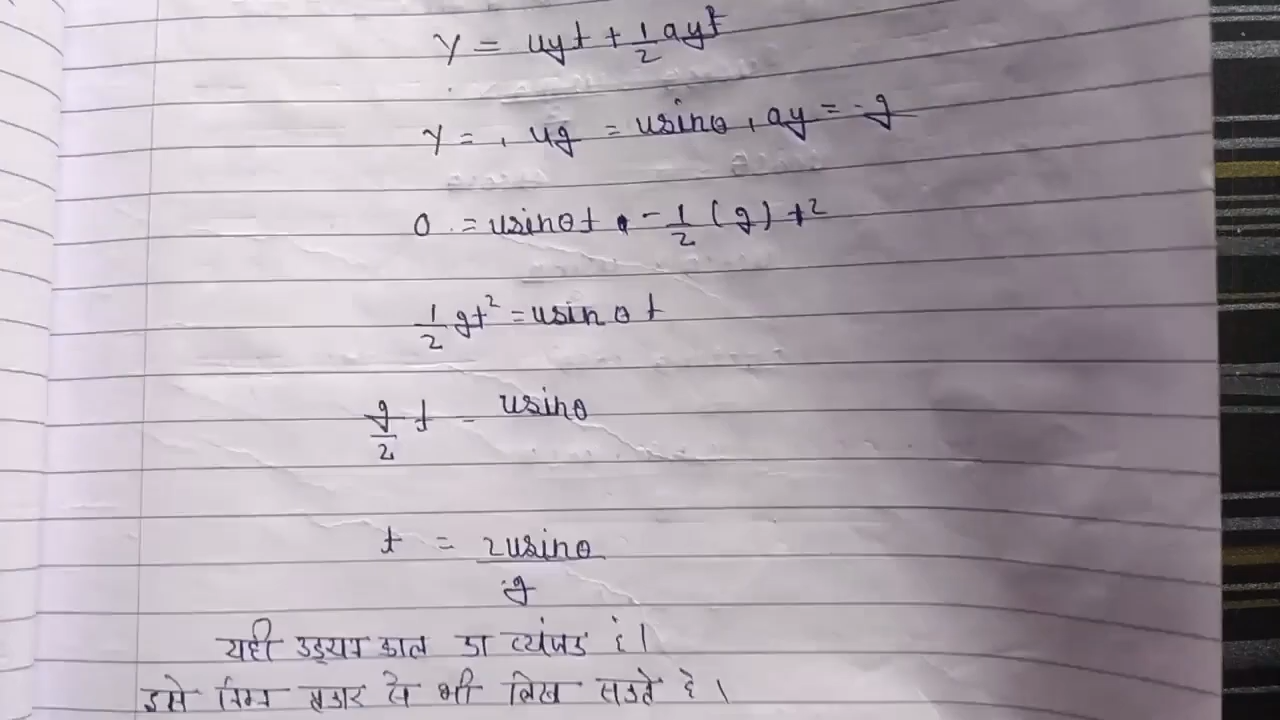 y = uyt + 1/2 ayt²
y = , uy = usinθ, ay = -g
0 = usinθt - 1/2 (g) t²
1/2 gt² = usinθ t
g/2 t = usinθ
t = 2usinθ/g
यही उड्यन काल का व्यंजक है।
इसे निम्न प्रकार से भी लिख सकते है।